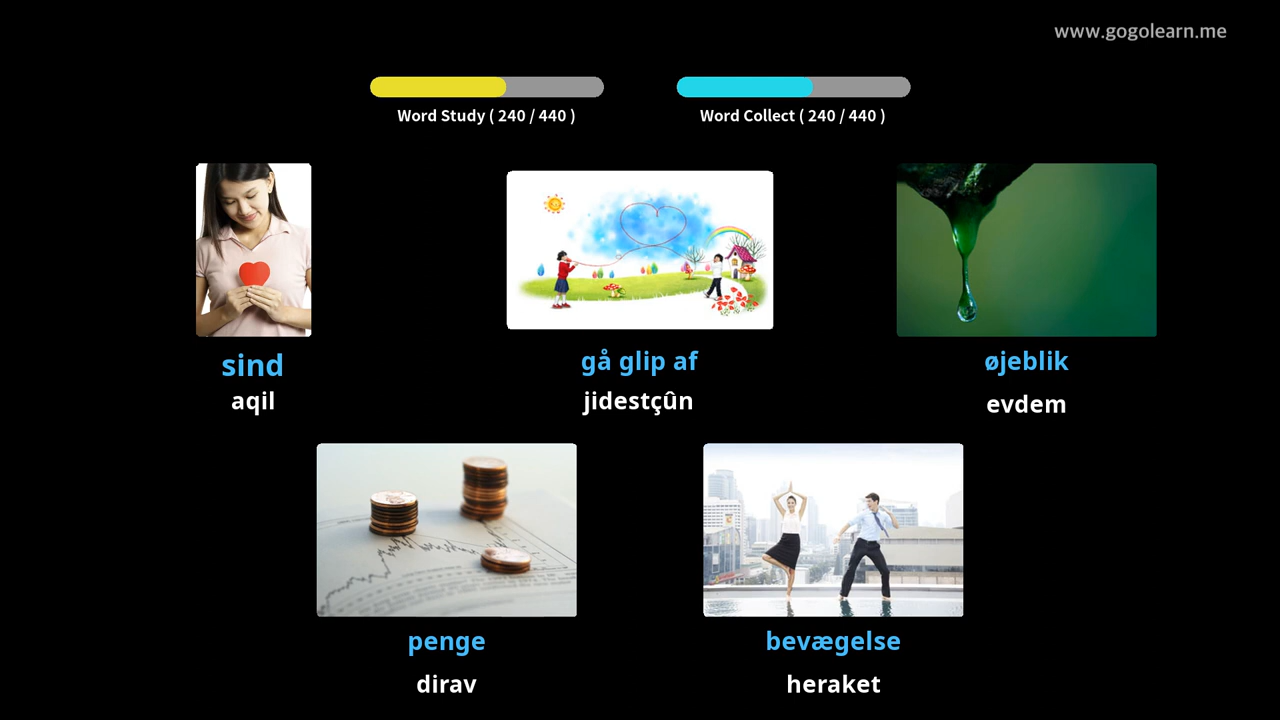 www.gogolearn.me
Word Study ( 240 / 440 )
Word Collect ( 240 / 440 )
sind
aqil
gå glip af
jidestçûn
øjeblik
evdem
penge
dirav
bevægelse
heraket